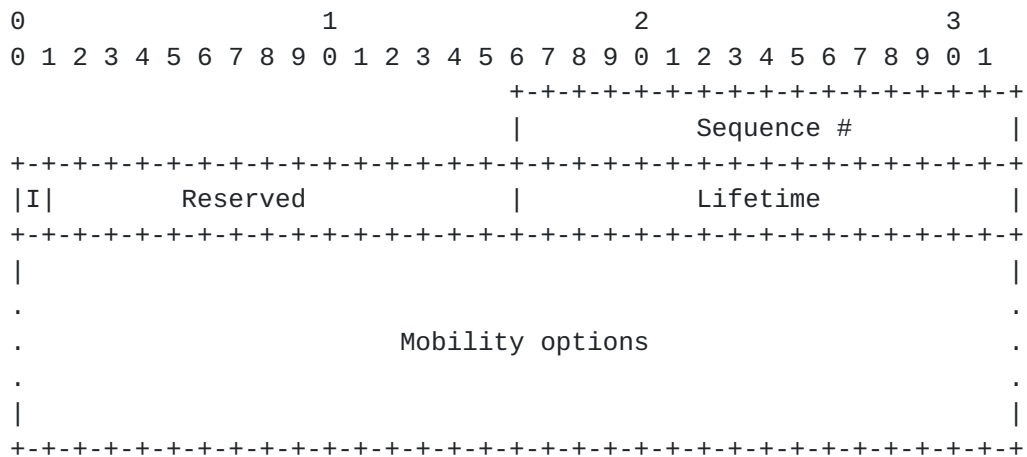 0                   1                   2                   3
0 1 2 3 4 5 6 7 8 9 0 1 2 3 4 5 6 7 8 9 0 1 2 3 4 5 6 7 8 9 0 1
                                +-+-+-+-+-+-+-+-+-+-+-+-+-+-+-+-+
                                |           Sequence #          |
+-+-+-+-+-+-+-+-+-+-+-+-+-+-+-+-+-+-+-+-+-+-+-+-+-+-+-+-+-+-+-+-+
|I|        Reserved             |           Lifetime            |
+-+-+-+-+-+-+-+-+-+-+-+-+-+-+-+-+-+-+-+-+-+-+-+-+-+-+-+-+-+-+-+-+
|                                                               |
.                                                               .
.                        Mobility options                       .
.                                                               .
|                                                               |
+-+-+-+-+-+-+-+-+-+-+-+-+-+-+-+-+-+-+-+-+-+-+-+-+-+-+-+-+-+-+-+-+